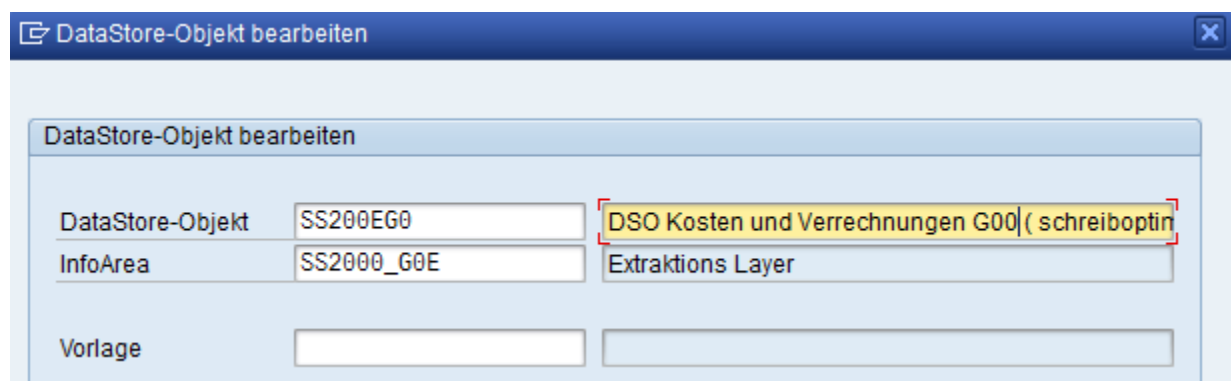 DataStore-Objekt bearbeiten
DataStore-Objekt bearbeiten
DataStore-Objekt SS200EG0 DSO Kosten und Verrechnungen G00 ( schreiboptim
InfoArea SS2000_G0E Extraktions Layer
Vorlage